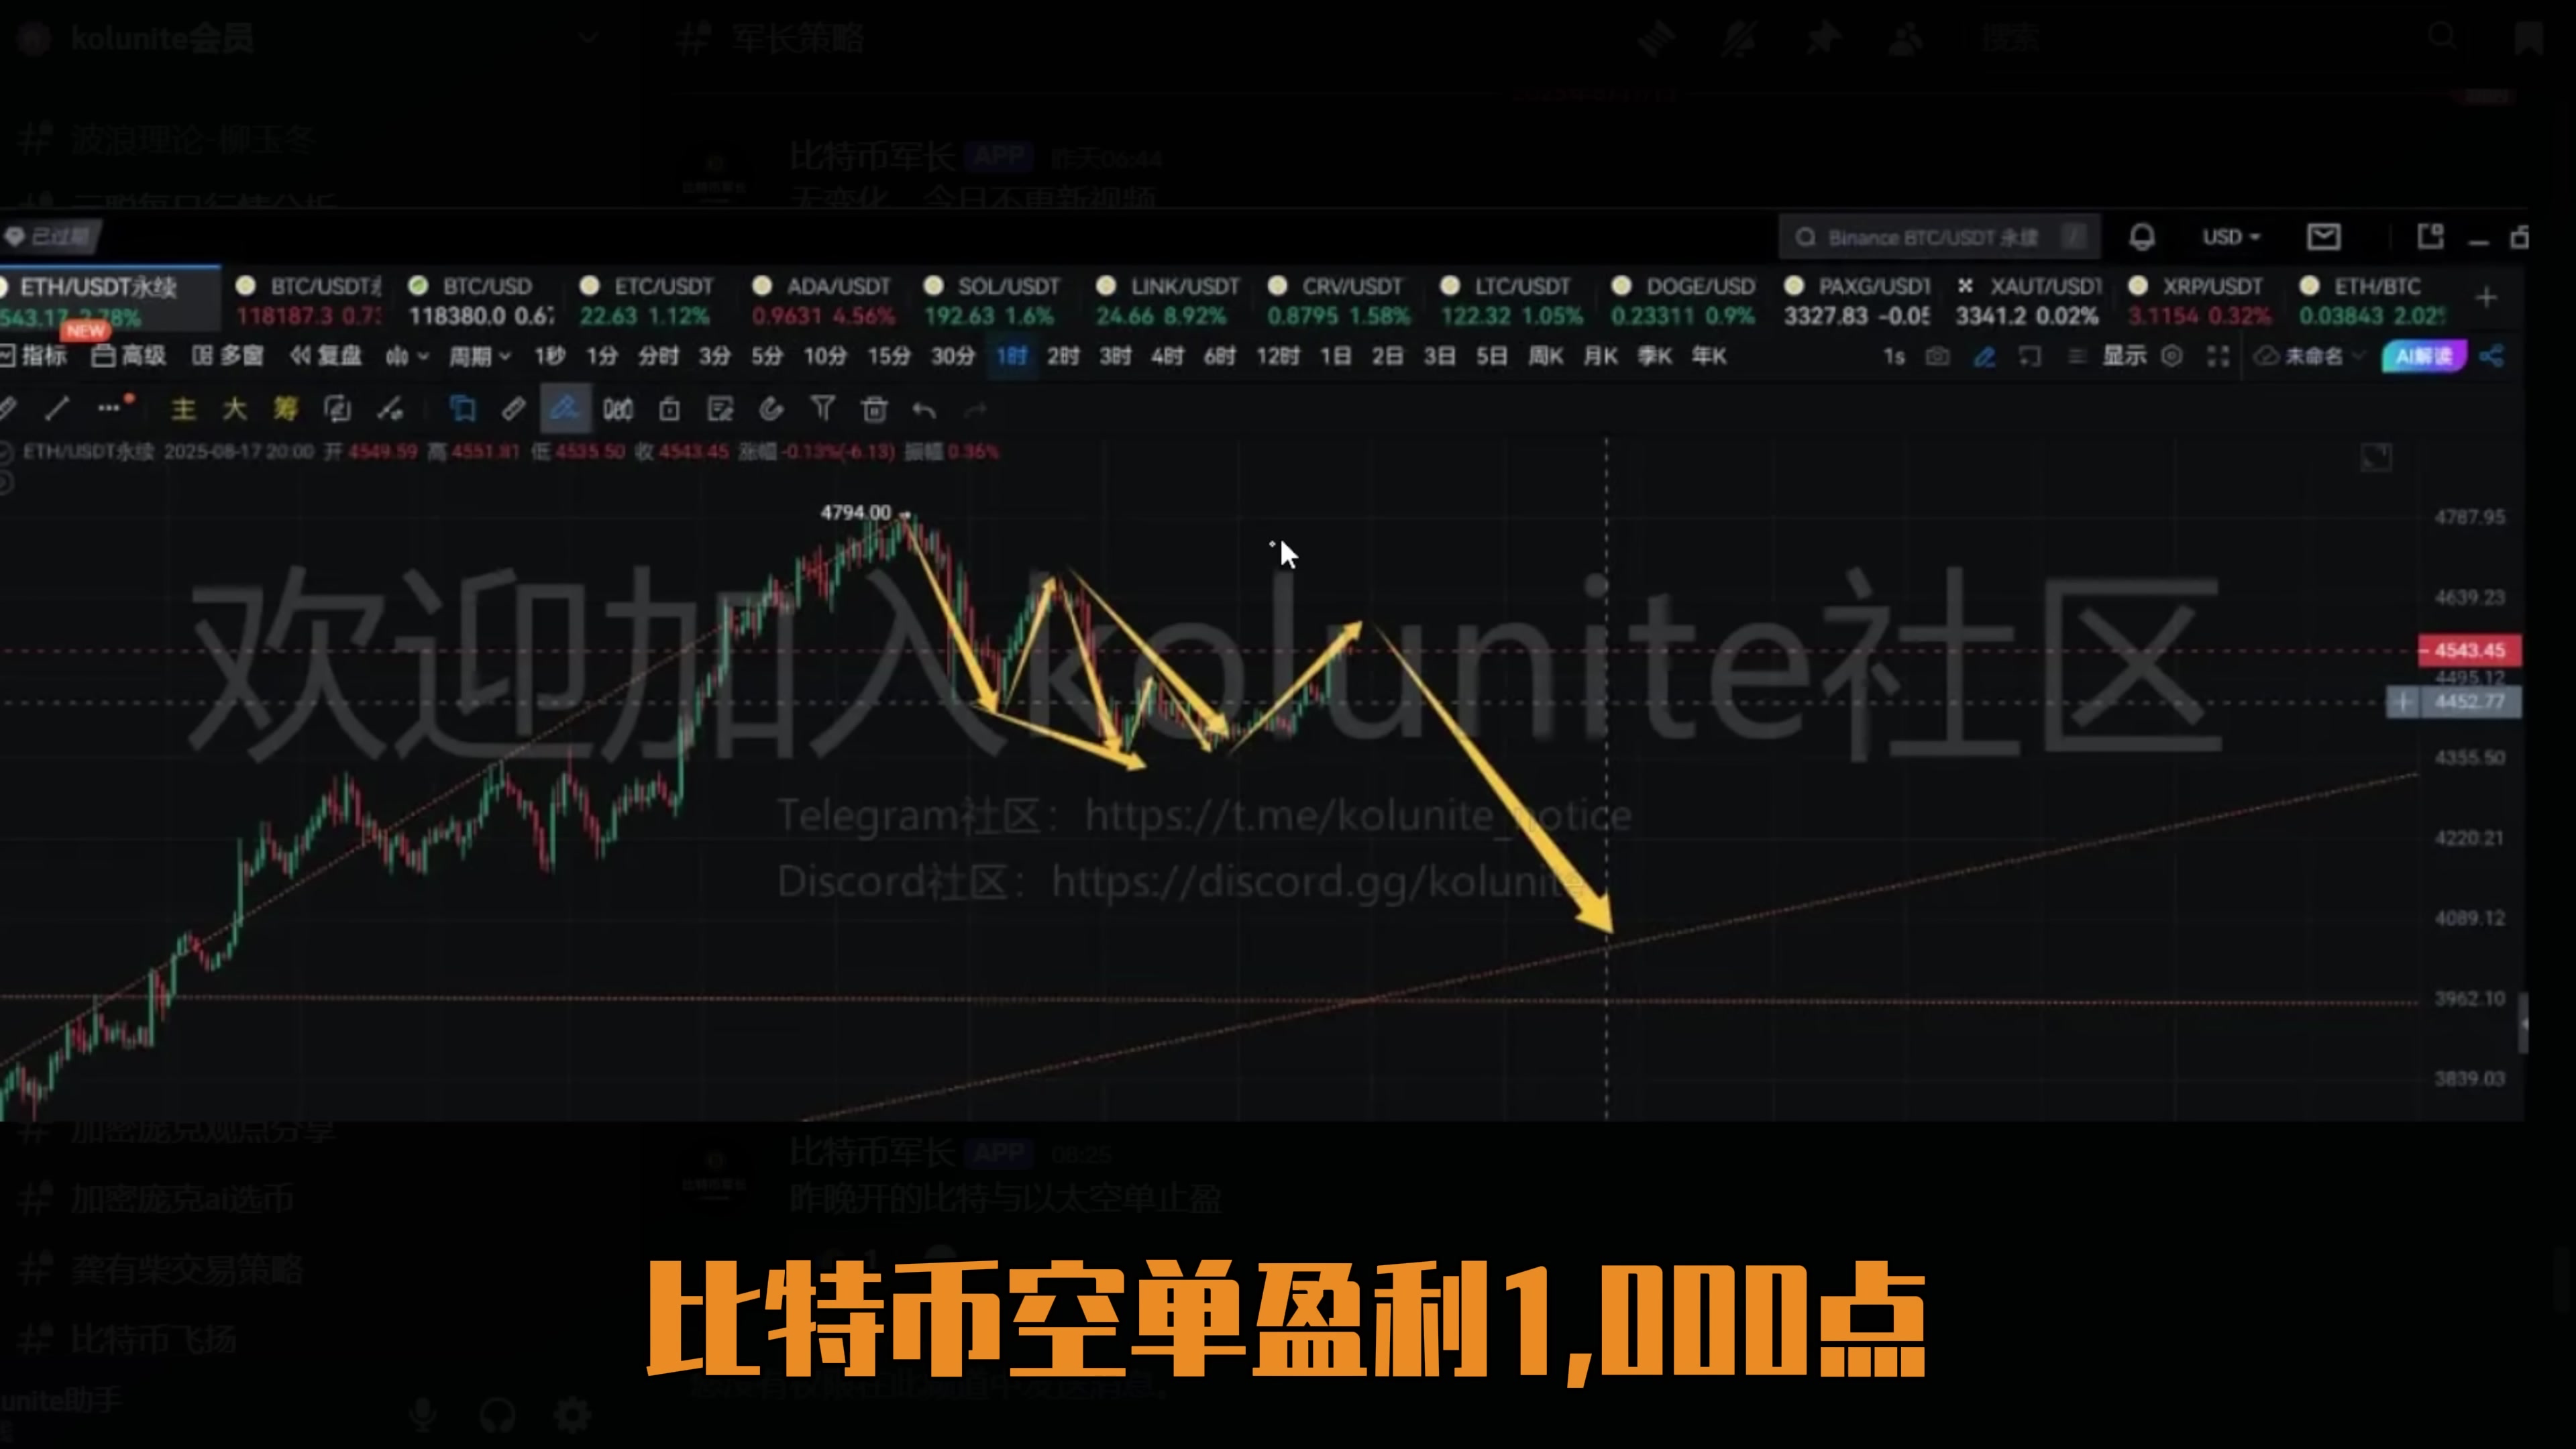 kolunite会员
军长策略
搜索
波浪理论-柳玉冬
比特币军长 APP 昨天06:44
无变化，今日不更新视频
已过期
Binance BTC/USDT 永续 /
USD
ETH/USDT永续 BTC/USDT BTC/USD ETC/USDT ADA/USDT SOL/USDT LINK/USDT CRV/USDT LTC/USDT DOGE/USD PAXG/USDT XAUT/USDT XRP/USDT ETH/BTC
543.17 2.78% 118187.3 118380.0 22.63 1.12% 0.9631 4.56% 192.63 1.6% 24.66 8.92% 0.8795 1.58% 122.32 1.05% 0.23311 0.9% 3327.83 -0.05 3341.2 0.02% 3.1154 0.32% 0.03843 2.02
NEW
指标 高级 多窗 复盘 周期 1秒 1分 分时 3分 5分 10分 15分 30分 1时 2时 3时 4时 6时 12时 1日 2日 3日 5日 周K 月K 季K 年K 1s 显示 未命名 AI解读
主 大 筹
ETH/USDT永续 2025-08-17 20:00 开 4549.59 高 4551.81 低 4535.50 收 4543.45 涨幅 -0.13%(-6.13) 振幅 0.36%
4794.00
4787.95
4639.23
4543.45
4495.12
4452.77
4355.50
4220.21
4089.12
3962.10
3839.03
欢迎加入kolunite社区
Telegram社区：https://t.me/kolunite_notice
Discord社区：https://discord.gg/kolunite
加密庞克观点分享
比特币军长 APP 08:25
加密庞克ai选币
昨晚开的比特与以太空单止盈
龚有柴交易策略
比特币飞扬
比特币空单盈利1,000点
unite助手